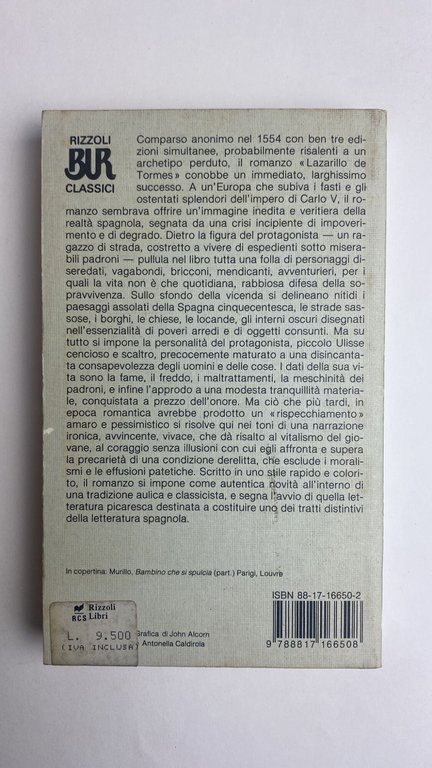 RIZZOLI
BUR
CLASSICI
Comparso anonimo nel 1554 con ben tre edi-
zioni simultanee, probabilmente risalenti a un
archetipo perduto, il romanzo «Lazarillo de
Tormes» conobbe un immediato, larghissimo
successo. A un'Europa che subiva i fasti e gli
ostentati splendori dell'impero di Carlo V, il ro-
manzo sembrava offrire un'immagine inedita e veritiera della
realtà spagnola, segnata da una crisi incipiente di impoveri-
mento e di degrado. Dietro la figura del protagonista — un ra-
gazzo di strada, costretto a vivere di espedienti sotto misera-
bili padroni — pullula nel libro tutta una folla di personaggi di-
seredati, vagabondi, bricconi, mendicanti, avventurieri, per i
quali la vita non è che quotidiana, rabbiosa difesa della so-
pravvivenza. Sullo sfondo della vicenda si delineano nitidi i
paesaggi assolati della Spagna cinquecentesca, le strade sas-
sose, i borghi, le chiese, le locande, gli interni oscuri disegnati
nell'essenzialità di poveri arredi e di oggetti consunti. Ma su
tutto si impone la personalità del protagonista, piccolo Ulisse
cencioso e scaltro, precocemente maturato a una disincanta-
ta consapevolezza degli uomini e delle cose. I dati della sua vi-
ta sono la fame, il freddo, i maltrattamenti, la meschinità dei
padroni, e infine l'approdo a una modesta tranquillità materia-
le, conquistata a prezzo dell'onore. Ma ciò che più tardi, in
epoca romantica avrebbe prodotto un «rispecchiamento»
amaro e pessimistico si risolve qui nei toni di una narrazione
ironica, avvincente, vivace, che dà risalto al vitalismo del gio-
vane, al coraggio senza illusioni con cui egli affronta e supera
la precarietà di una condizione derelitta, che esclude i morali-
smi e le effusioni patetiche. Scritto in uno stile rapido e colori-
to, il romanzo si impone come autentica novità all'interno di
una tradizione aulica e classicista, e segna l'avvio di quella let-
teratura picaresca destinata a costituire uno dei tratti distintivi
della letteratura spagnola.
In copertina: Murillo, Bambino che si spulcia (part.) Parigi, Louvre
ISBN 88-17-16650-2
Rizzoli
RCS Libri
L. 9.500
(IVA INCLUSA)
Grafica di John Alcorn
Antonella Caldirola
9 788817 166508